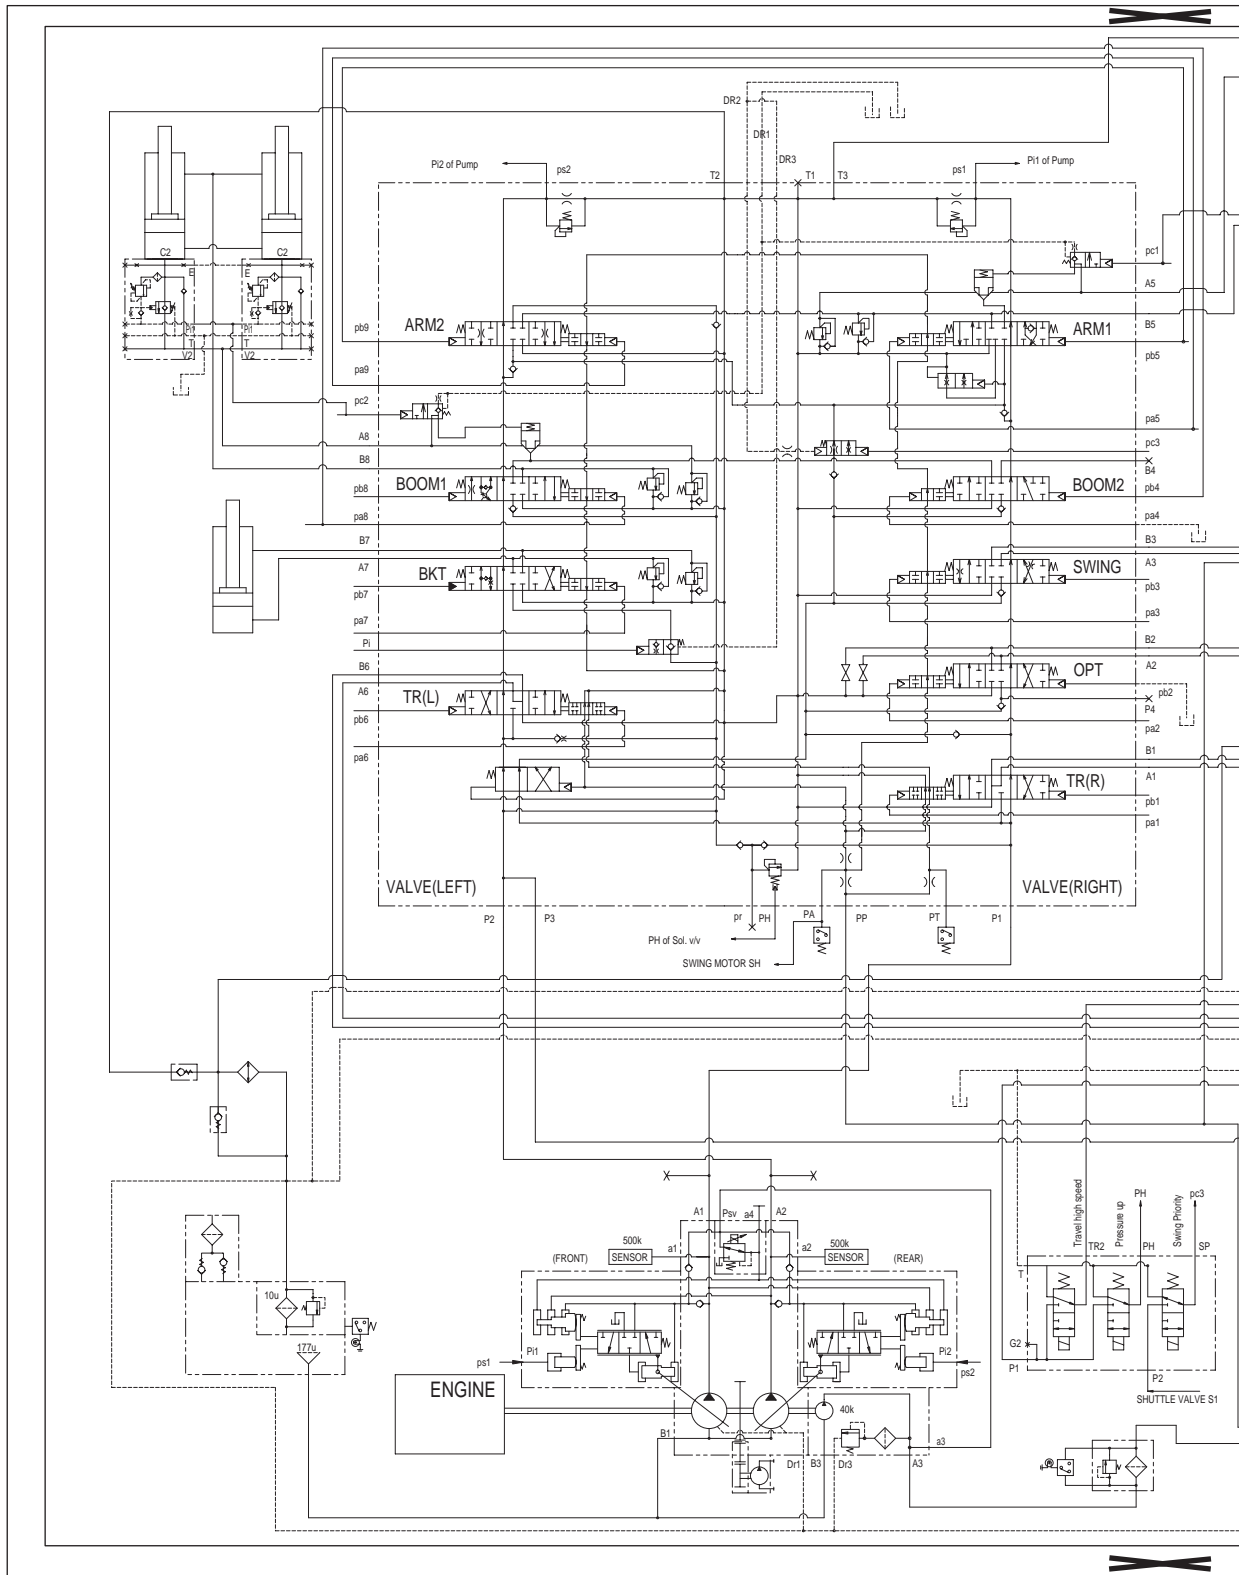 DR2
DR1
DR3
Pi2 of Pump
ps2
T2
T1
T3
ps1
Pi1 of Pump
C2
C2
E
E
Pi1
Pi1
T
T
V2
V2
pc1
A5
pb9
ARM2
ARM1
B5
pb5
pa9
pc2
A8
pa5
pc3
B8
B4
pb8
BOOM1
BOOM2
pb4
pa8
pa4
B7
B3
A7
BKT
SWING
A3
pb7
pb3
pa7
pa3
Pi
B2
B6
OPT
A2
A6
TR(L)
pb2
pb6
P4
pa2
pa6
B1
TR(R)
A1
pb1
pa1
VALVE(LEFT)
VALVE(RIGHT)
P2
P3
pr
PH
PA
PP
PT
P1
PH of Sol. v/v
SWING MOTOR SH
A1
Psv
a4
A2
500k
SENSOR
a1
a2
500k
SENSOR
(FRONT)
(REAR)
Travel high speed
TR2
Pressure up
PH
PH
Swing Priority
pc3
SP
T
10u
177u
G2
P1
P2
SHUTTLE VALVE S1
ps1
Pi1
Pi2
ps2
ENGINE
40k
B1
Dr1
B3
Dr3
A3
a3